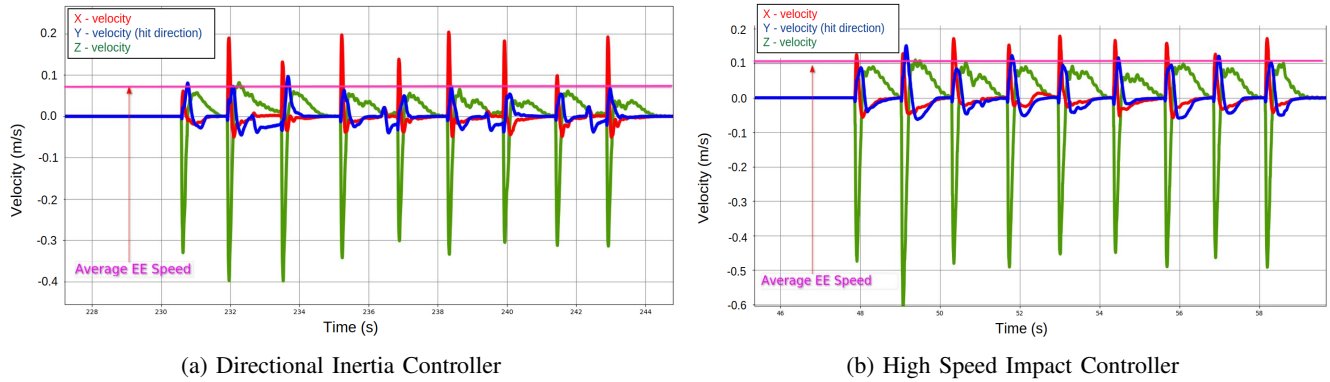 X - velocity
Y - velocity (hit direction)
Z - velocity
0.2
0.1
0.0
-0.1
-0.2
-0.3
-0.4
Velocity (m/s)
Average EE Speed
228 230 232 234 236 238 240 242 244
Time (s)
(a) Directional Inertia Controller
X - velocity
Y - velocity (hit direction)
Z - velocity
0.2
0.1
0.0
-0.1
-0.2
-0.3
-0.4
-0.5
-0.6
Velocity (m/s)
Average EE Speed
46 48 50 52 54 56 58
Time (s)
(b) High Speed Impact Controller